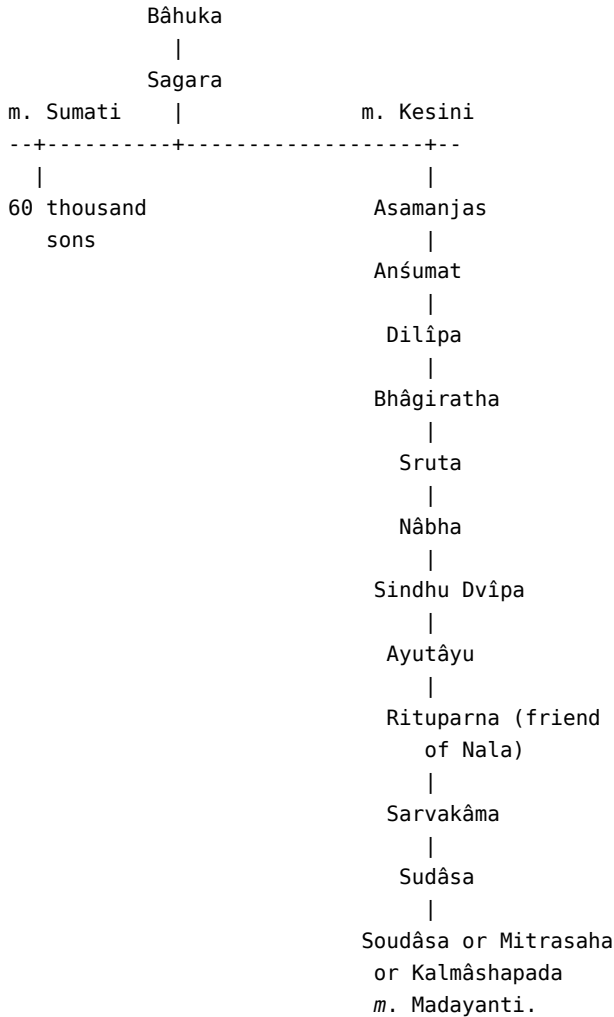 Bâhuka
|
Sagara
m. Sumati | m. Kesini
--+----------+-------------------+--
| |
60 thousand Asamanjas
sons |
Anśumat
|
Dilîpa
|
Bhâgiratha
|
Sruta
|
Nâbha
|
Sindhu Dvîpa
|
Ayutâyu
|
Rituparna (friend
of Nala)
|
Sarvakâma
|
Sudâsa
|
Soudâsa or Mitrasaha
or Kalmâshapada
m. Madayanti.